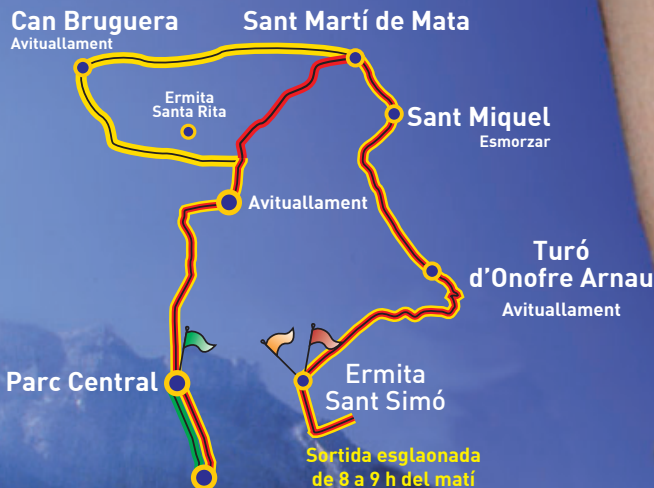 Can Bruguera
Avituallament
Sant Martí de Mata
Ermita
Santa Rita
Sant Miquel
Esmorzar
Avituallament
Turó
d'Onofre Arnau
Avituallament
Parc Central
Ermita
Sant Simó
Sortida esglaonada
de 8 a 9 h del matí